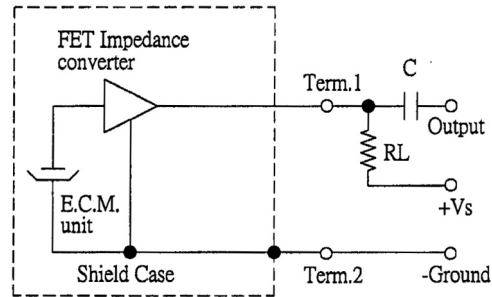 FET Impedance
converter
Term.1
C
Output
RL
+Vs
E.C.M.
unit
Shield Case
Term.2
-Ground